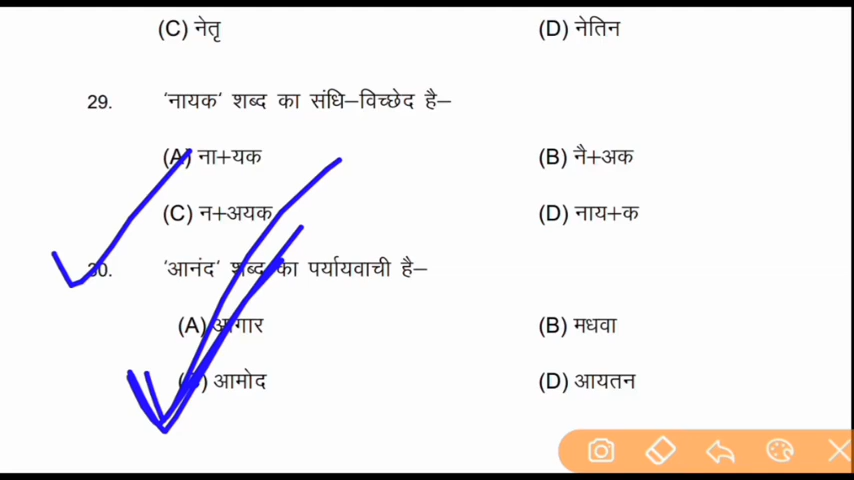 (C) नेतृ (D) नेतिन
29. 'नायक' शब्द का संधि–विच्छेद है–
(A) ना+यक (B) नै+अक
(C) न+अयक (D) नाय+क
30. 'आनंद' शब्द का पर्यायवाची है–
(A) आगार (B) मधवा
(C) आमोद (D) आयतन